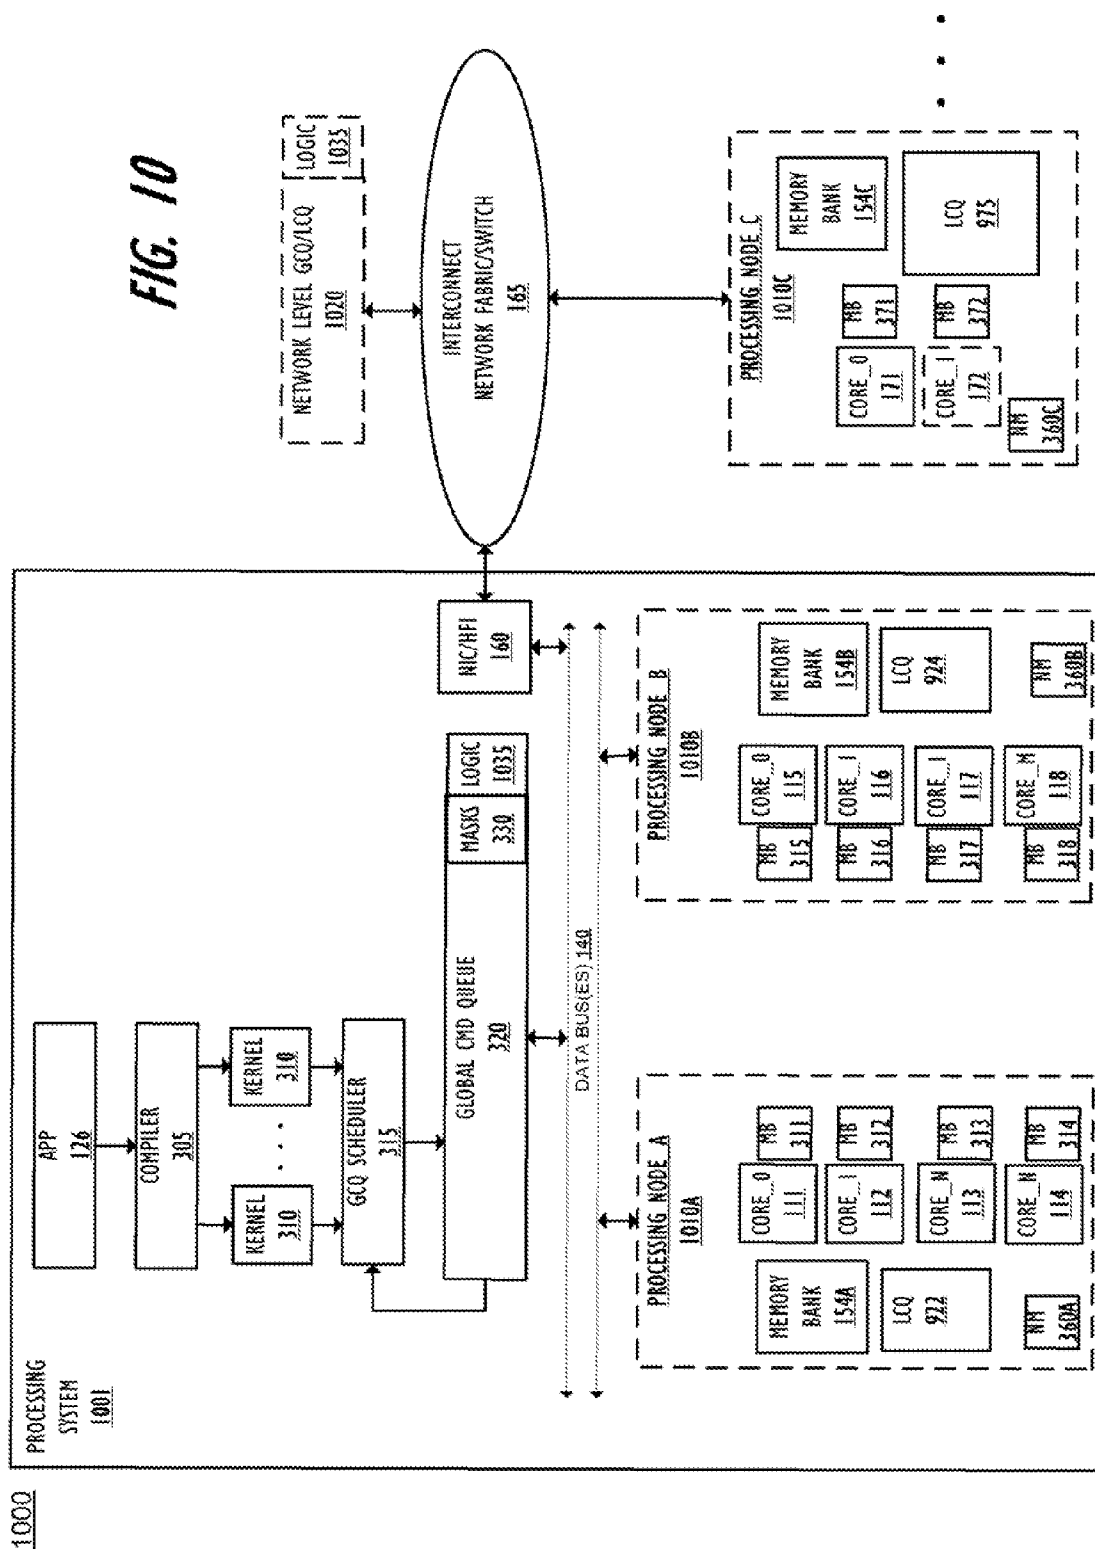 1000
FIG. 10
PROCESSING
SYSTEM
1001
APP
126
COMPILER
305
KERNEL
310
. . .
KERNEL
310
GCQ SCHEDULER
315
GLOBAL CMD QUEUE
320
MASKS
330
LOGIC
1035
NIC/HFI
160
DATA BUS(ES) 140
NETWORK LEVEL GCQ/LCQ
1020
LOGIC
1035
INTERCONNECT
NETWORK FABRIC/SWITCH
165
PROCESSING NODE A
1010A
MEMORY
BANK
154A
LCQ
922
NM
360A
CORE_0
111
MB
311
CORE_1
112
MB
312
CORE_N
113
MB
313
CORE_N
114
MB
314
PROCESSING NODE B
1010B
MB
315
CORE_0
115
MB
316
CORE_1
116
MB
317
CORE_1
117
MB
318
CORE_M
118
MEMORY
BANK
154B
LCQ
924
NM
360B
PROCESSING NODE C
1010C
CORE_0
171
MB
371
CORE_1
172
MB
372
NM
360C
MEMORY
BANK
154C
LCQ
975
. . .